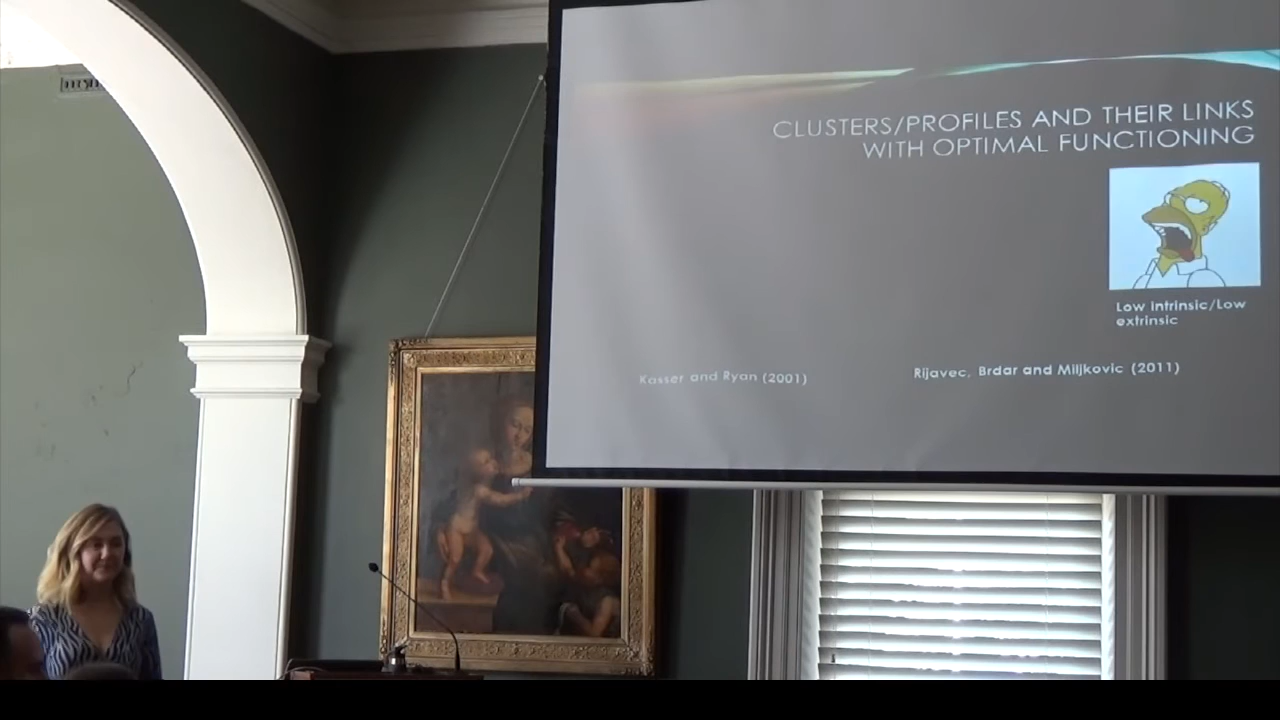 CLUSTERS/PROFILES AND THEIR LINKS
WITH OPTIMAL FUNCTIONING
Low intrinsic/Low
extrinsic
Kasser and Ryan (2001)
Rijavec, Brdar and Miljkovic (2011)